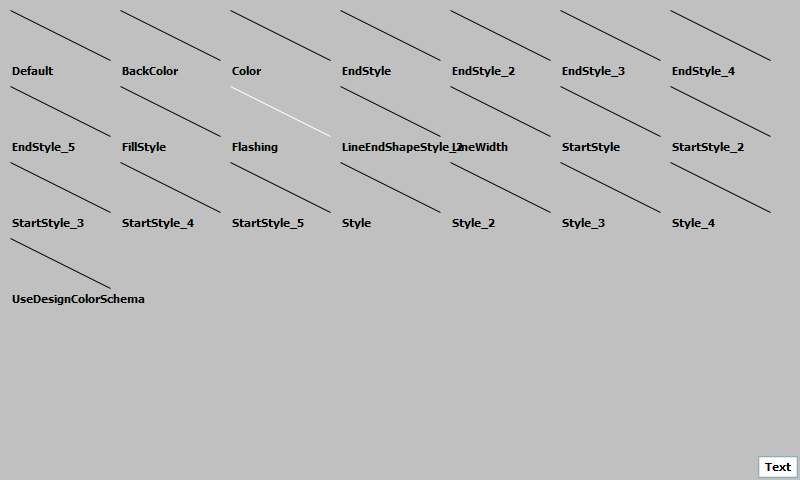 Default BackColor Color EndStyle EndStyle_2 EndStyle_3 EndStyle_4
EndStyle_5 FillStyle Flashing LineEndShapeStyle_2 LineWidth StartStyle StartStyle_2
StartStyle_3 StartStyle_4 StartStyle_5 Style Style_2 Style_3 Style_4
UseDesignColorSchema
Text